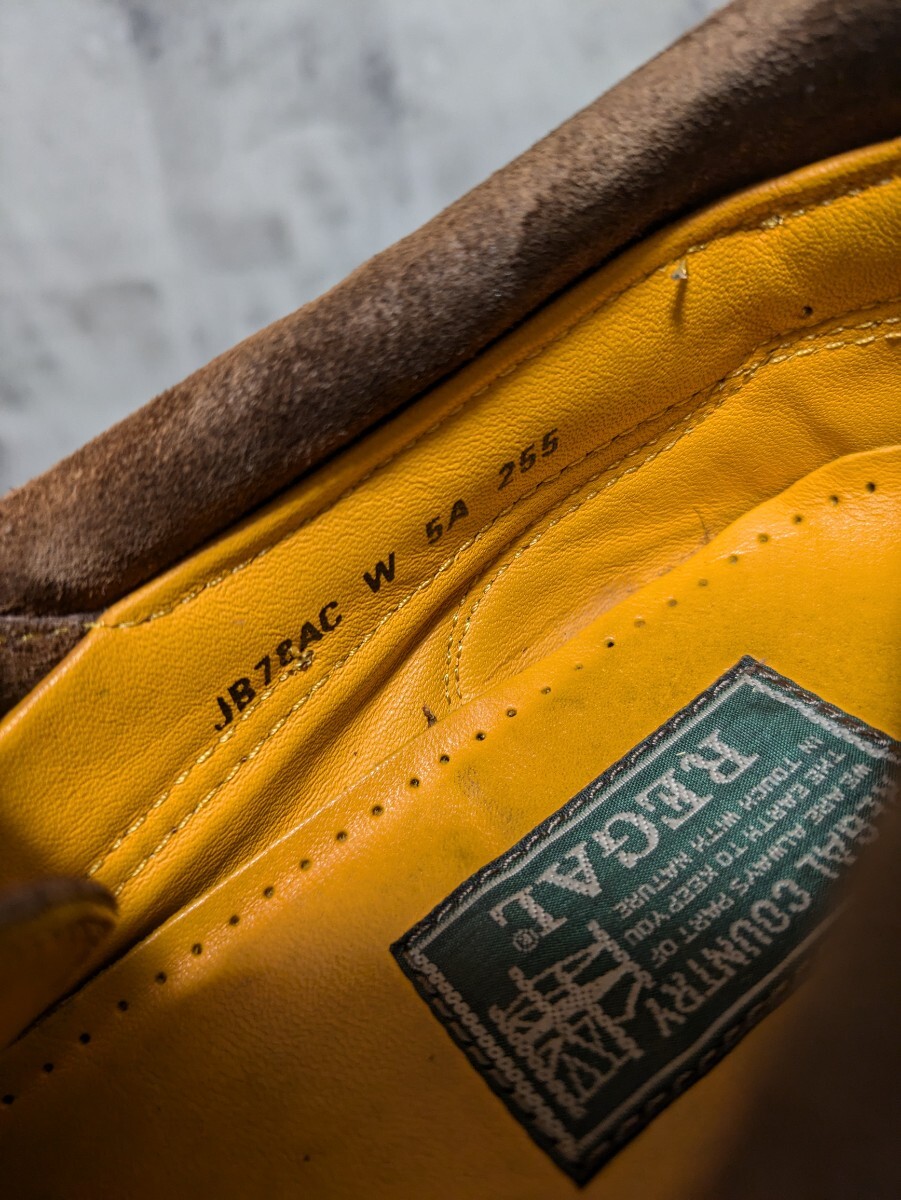 JB78AC W 5A 255
REGAL COUNTRY
WE ARE ALWAYS PART OF
THE EARTH TO KEEP YOU
IN TOUCH WITH NATURE
REGAL®